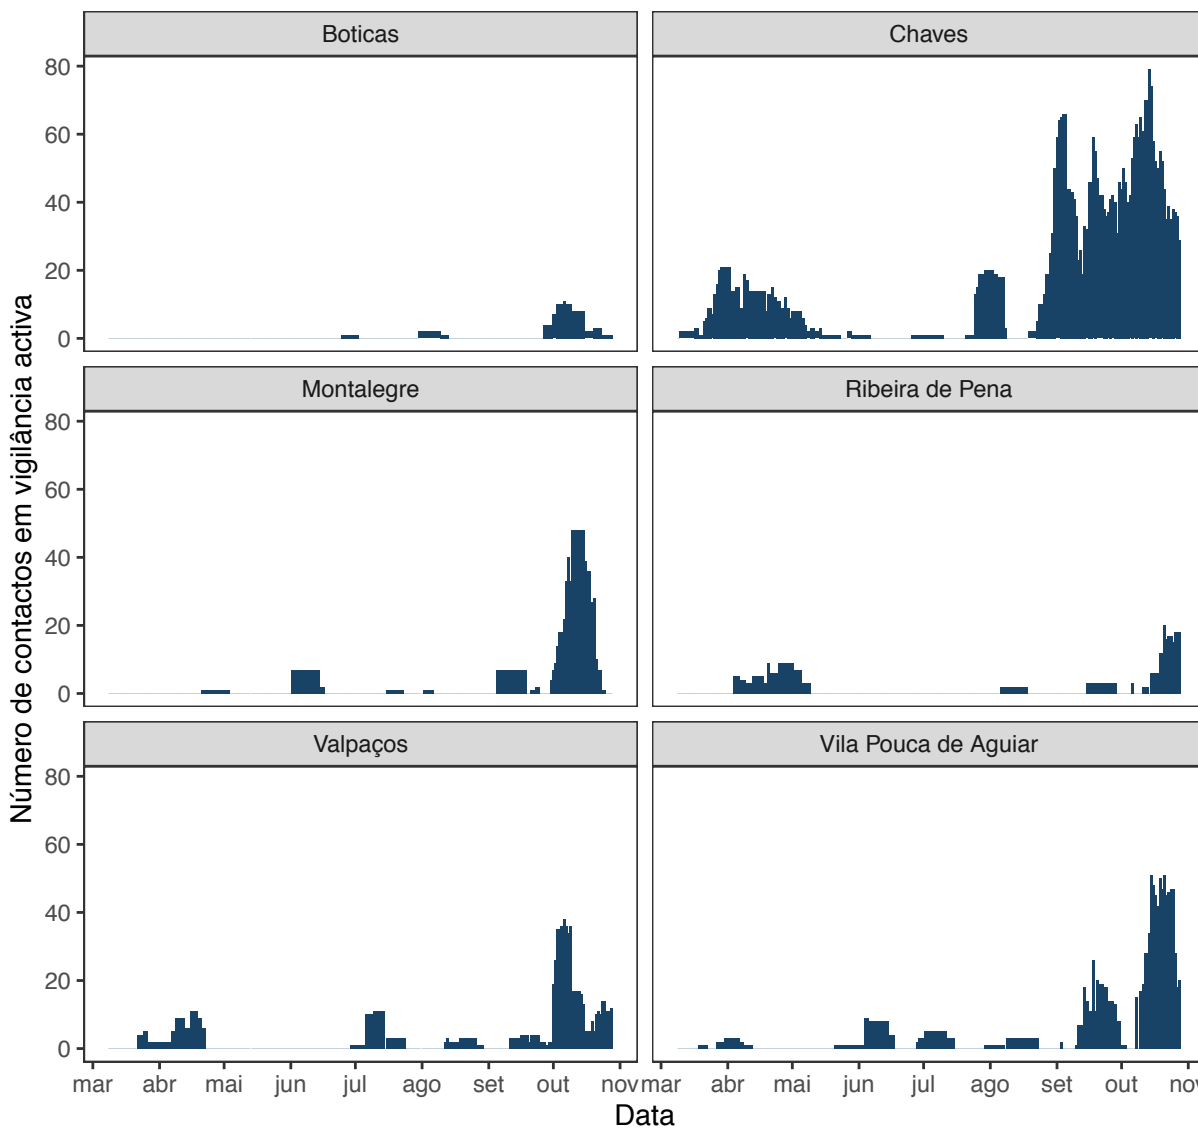 Boticas
Chaves
80
60
40
20
0
Montalegre
Ribeira de Pena
80
60
40
20
0
Valpaços
Vila Pouca de Aguiar
80
60
40
20
0
mar abr mai jun jul ago set out nov
mar abr mai jun jul ago set out nov
Data
Número de contactos em vigilância activa